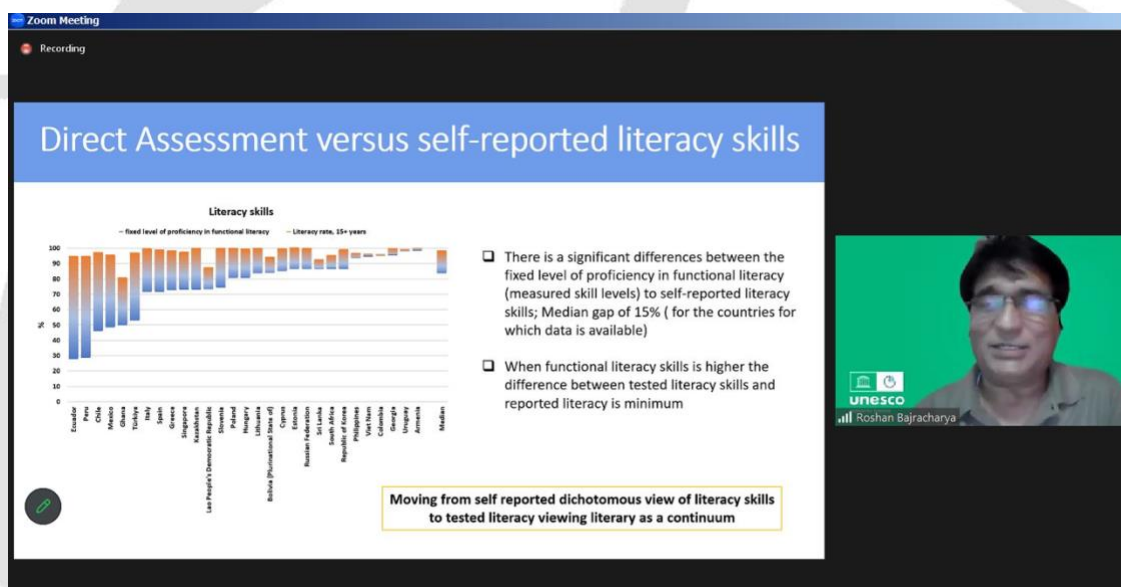 Zoom Meeting
Recording
Direct Assessment versus self-reported literacy skills
Literacy skills
fixed level of proficiency in functional literacy
Literacy rate, 15+ years
100
90
80
70
60
50
40
30
20
10
0
%
Ecuador
Peru
Chile
Mexico
Ghana
Türkiye
Italy
Spain
Greece
Singapore
Kazakhstan
Lao People's Democratic Republic
Slovenia
Poland
Hungary
Lithuania
Bolivia (Plurinational State of)
Cyprus
Estonia
Russian Federation
Sri Lanka
South Africa
Republic of Korea
Philippines
Viet Nam
Colombia
Georgia
Uruguay
Armenia
Median
There is a significant differences between the
fixed level of proficiency in functional literacy
(measured skill levels) to self-reported literacy
skills; Median gap of 15% ( for the countries for
which data is available)
When functional literacy skills is higher the
difference between tested literacy skills and
reported literacy is minimum
Moving from self reported dichotomous view of literacy skills
to tested literacy viewing literary as a continuum
unesco
Roshan Bajracharya